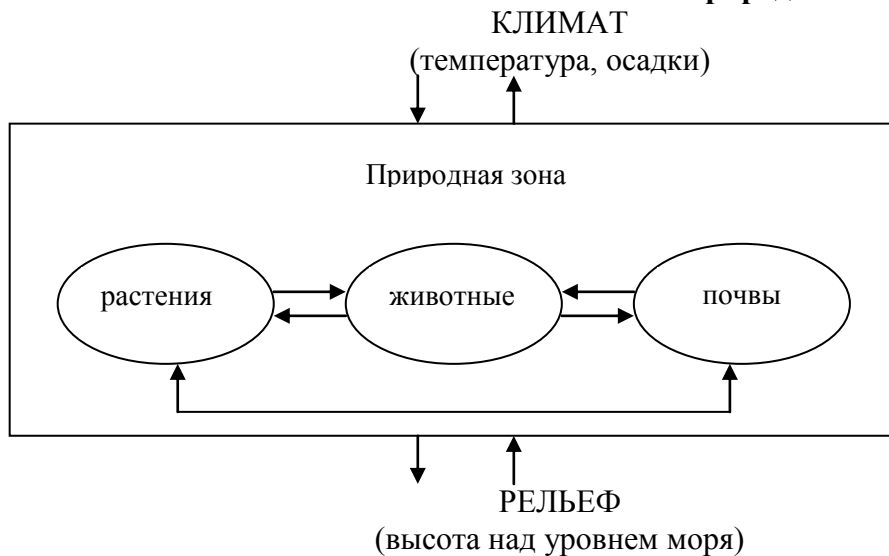 КЛИМАТ
(температура, осадки)
Природная зона
растения
животные
почвы
РЕЛЬЕФ
(высота над уровнем моря)